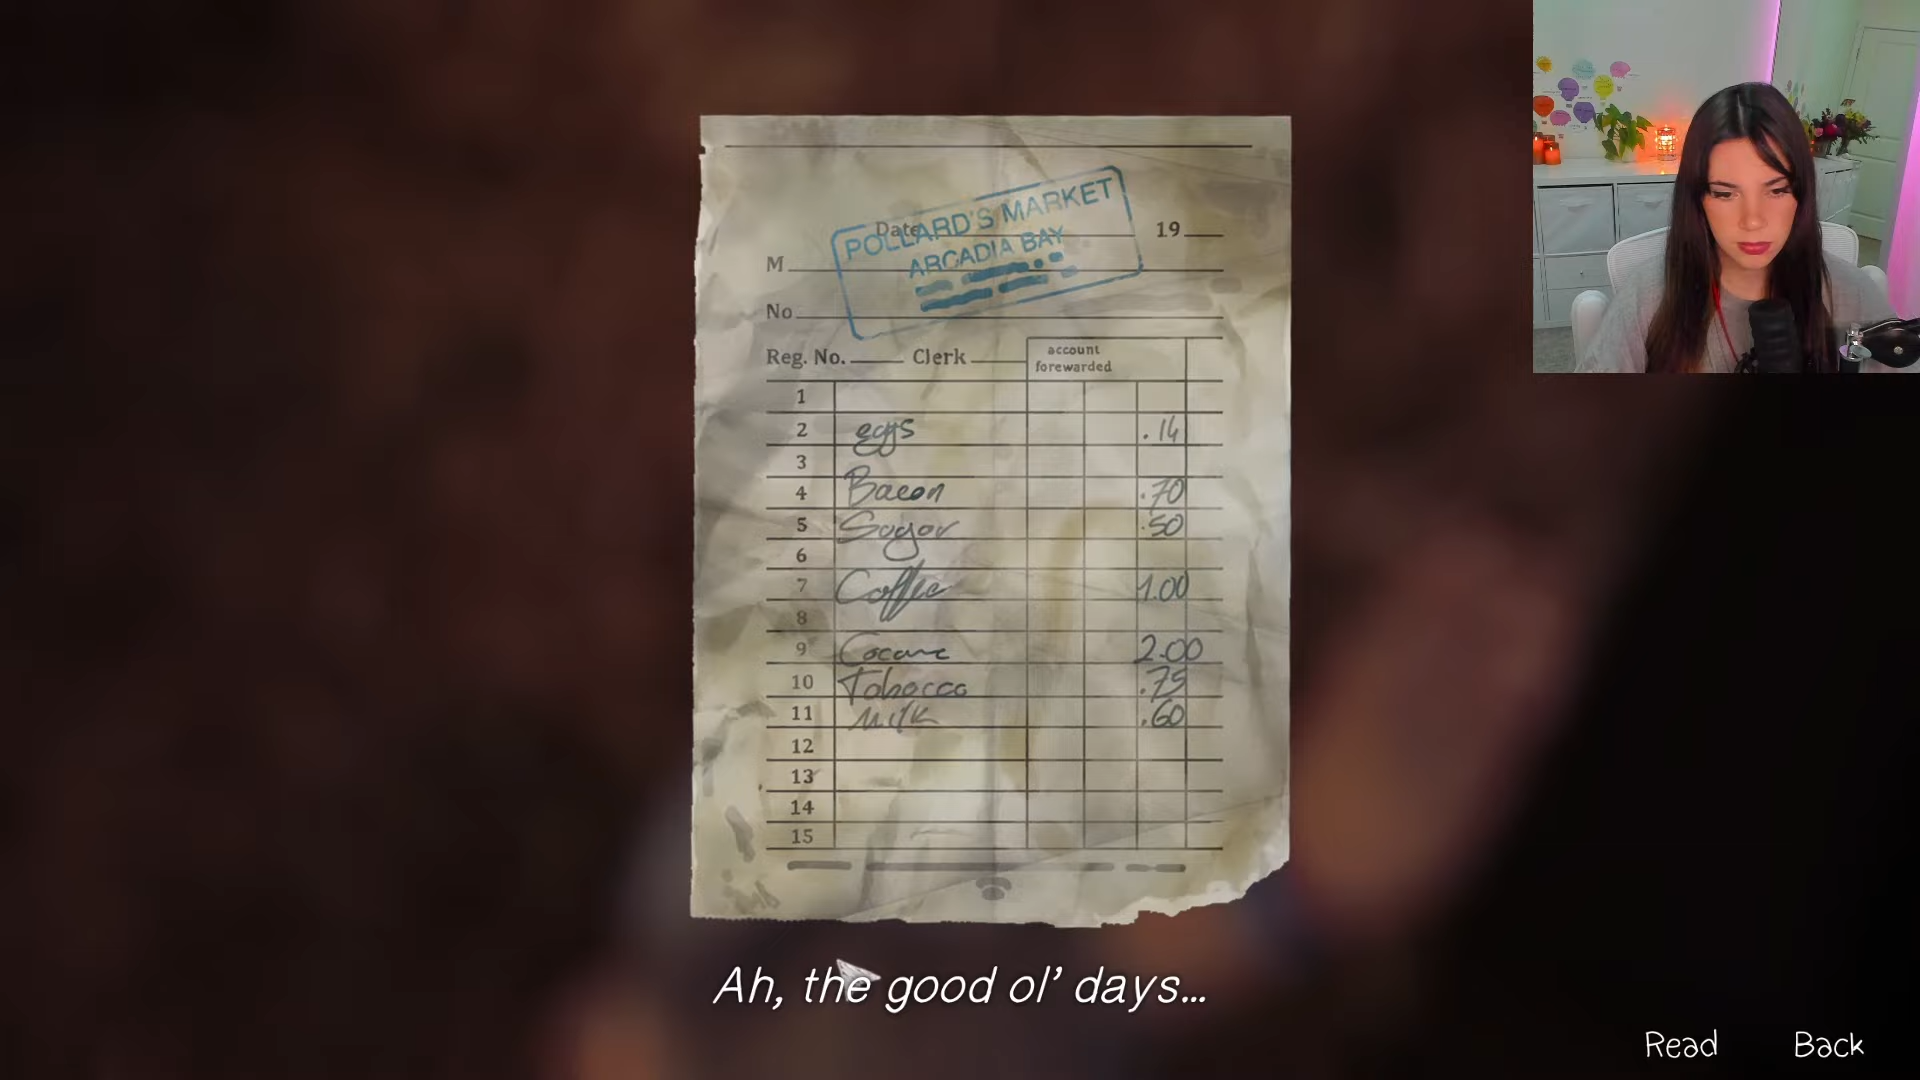 POLLARD'S MARKET
ARCADIA BAY
Date 19
M
No
Reg. No. Clerk account forewarded
1
2 eggs .14
3
4 Bacon .70
5 Sugar .50
6
7 Coffee 1.00
8
9 2.00
10 Tobacco .75
11 Milk .60
12
13
14
15
Ah, the good ol' days...
Read Back